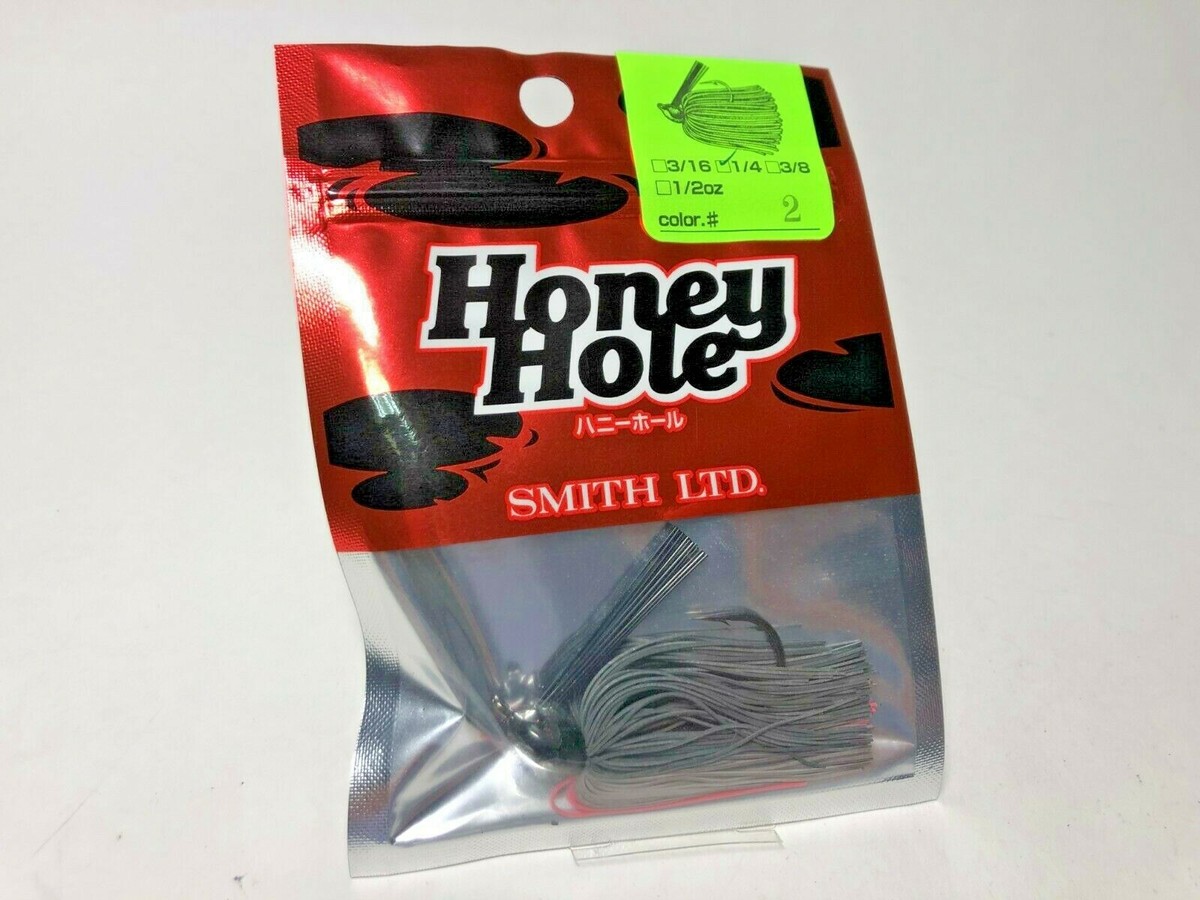 □3/16 ☑1/4 □3/8
□1/2oz
color.# 2
Honey
Hole
ハニーホール
SMITH LTD.